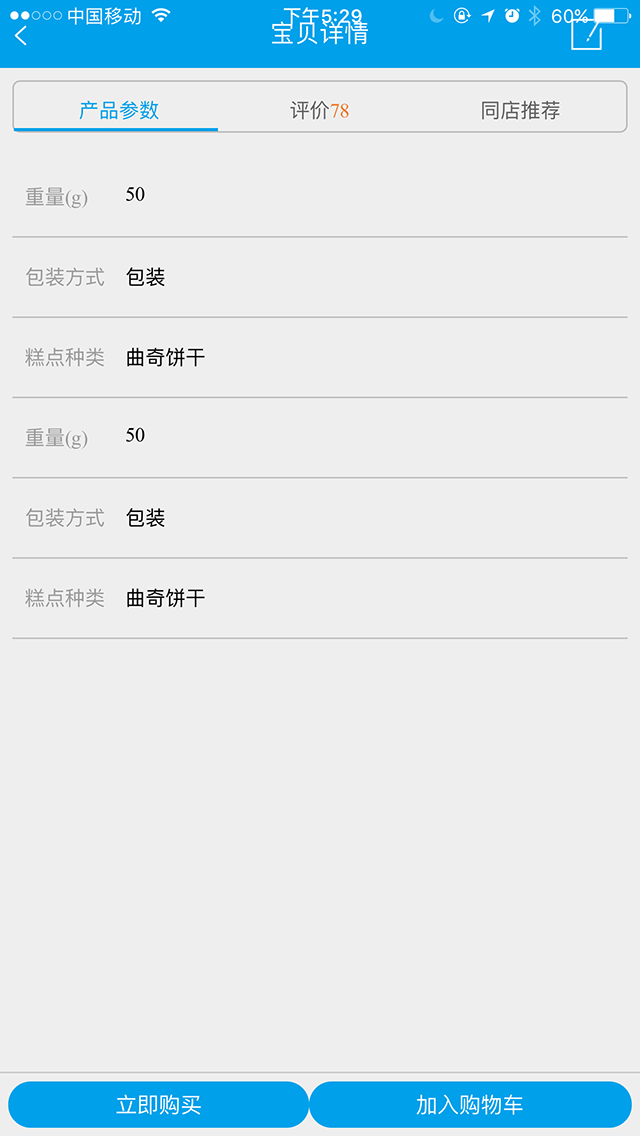 中国移动 下午5:29 60%
宝贝详情
产品参数 评价78 同店推荐
重量(g) 50
包装方式 包装
糕点种类 曲奇饼干
重量(g) 50
包装方式 包装
糕点种类 曲奇饼干
立即购买 加入购物车